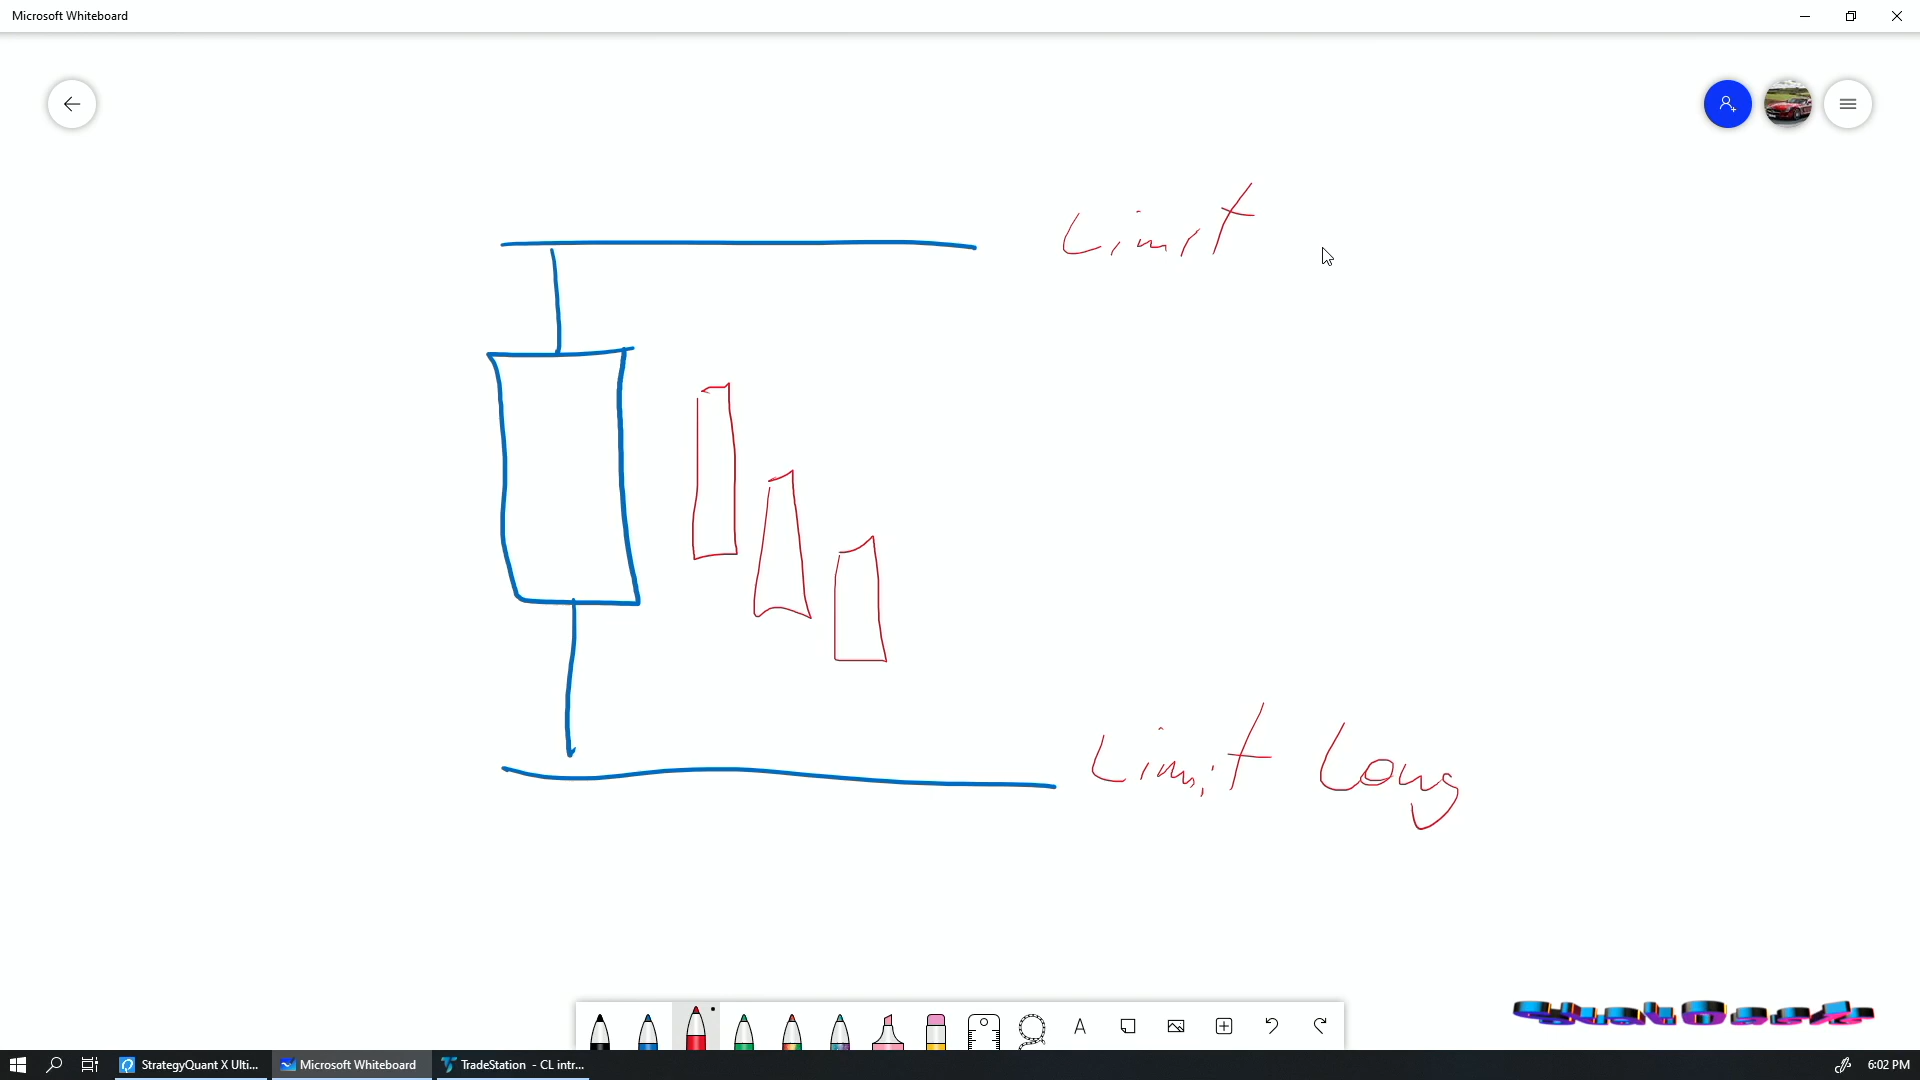 Microsoft Whiteboard
Limit
Limit Long
A
StrategyQuant X Ulti...
Microsoft Whiteboard
TradeStation - CL intr...
6:02 PM